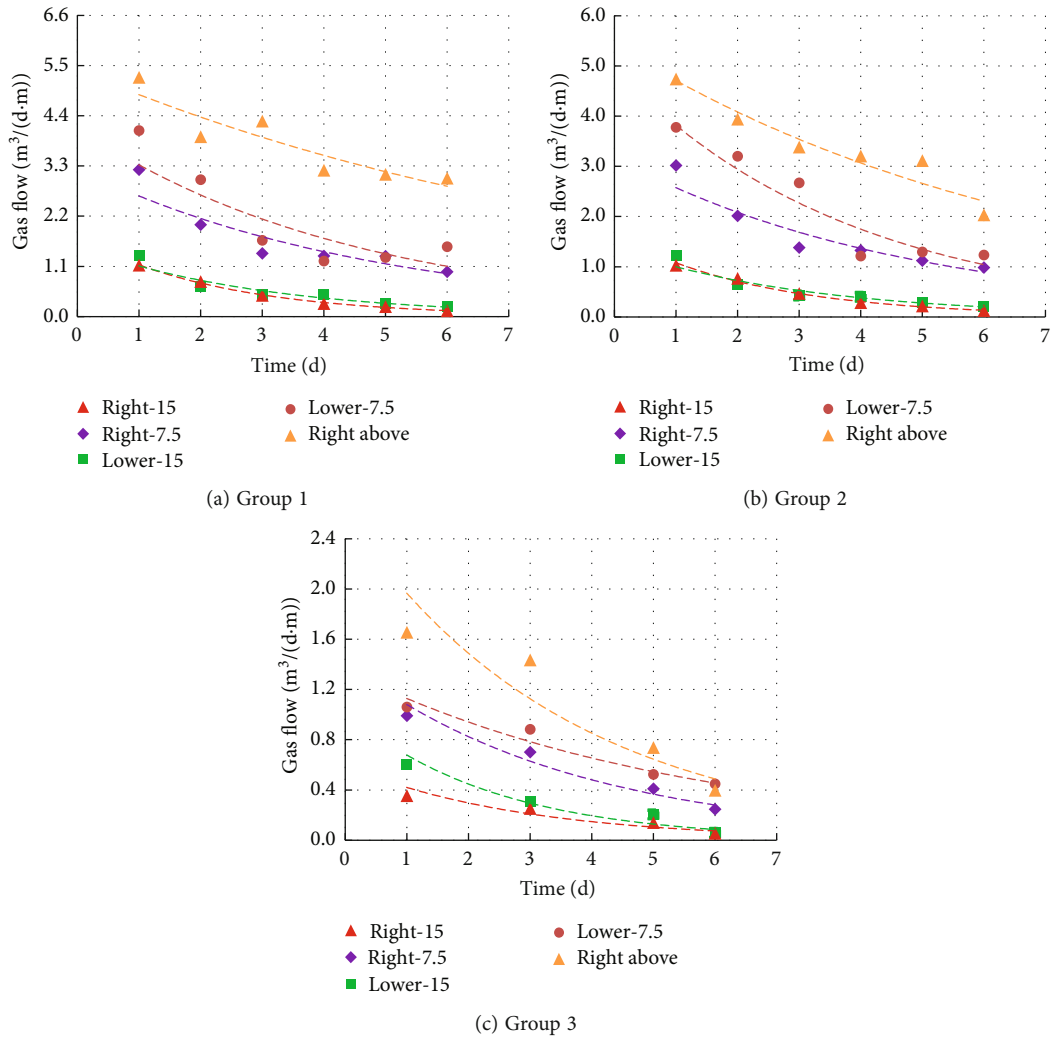 6.6
5.5
4.4
3.3
2.2
1.1
0.0
Gas flow (m³/(d·m))
0 1 2 3 4 5 6 7
Time (d)
Right-15
Right-7.5
Lower-15
Lower-7.5
Right above
(a) Group 1
6.0
5.0
4.0
3.0
2.0
1.0
0.0
Gas flow (m³/(d·m))
0 1 2 3 4 5 6 7
Time (d)
Right-15
Right-7.5
Lower-15
Lower-7.5
Right above
(b) Group 2
2.4
2.0
1.6
1.2
0.8
0.4
0.0
Gas flow (m³/(d·m))
0 1 2 3 4 5 6 7
Time (d)
Right-15
Right-7.5
Lower-15
Lower-7.5
Right above
(c) Group 3